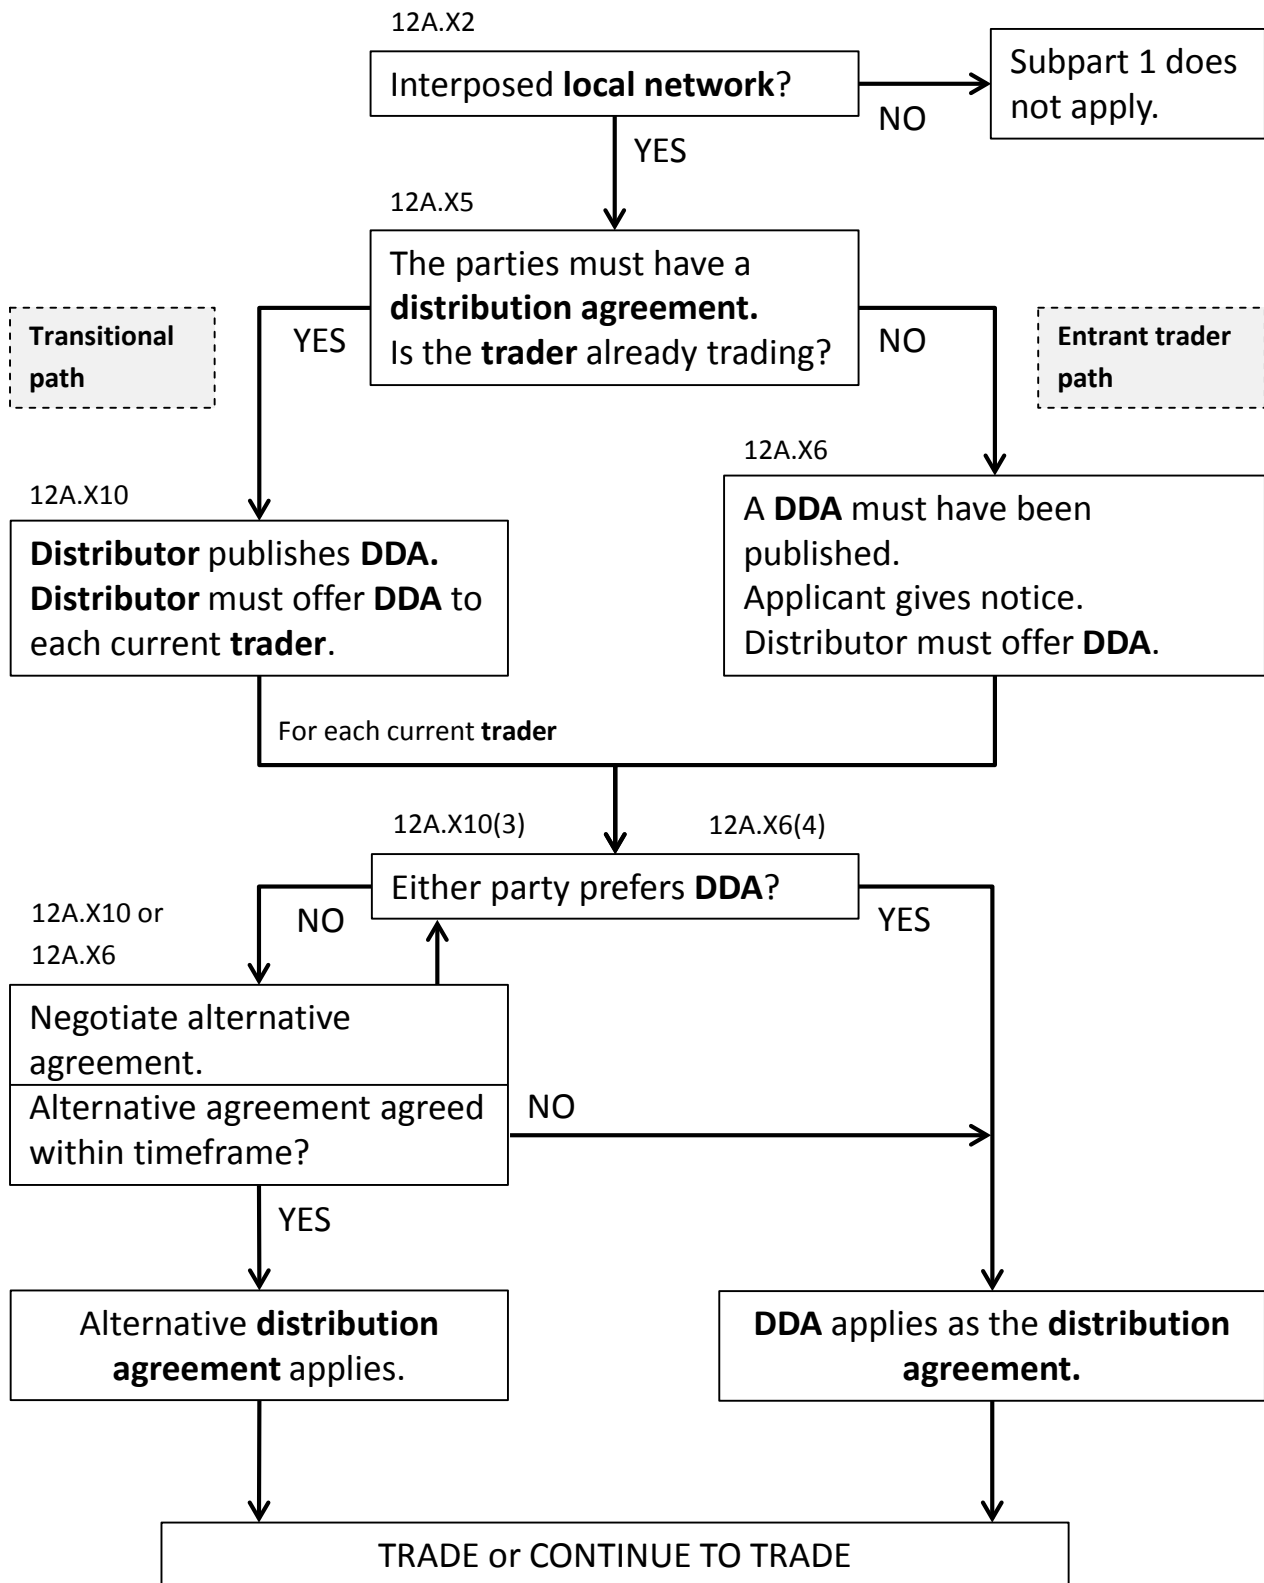 12A.X2
Interposed local network?
Subpart 1 does
not apply.
NO
YES
12A.X5
The parties must have a
distribution agreement.
Is the trader already trading?
Transitional
path
YES
NO
Entrant trader
path
12A.X10
Distributor publishes DDA.
Distributor must offer DDA to
each current trader.
12A.X6
A DDA must have been
published.
Applicant gives notice.
Distributor must offer DDA.
For each current trader
12A.X10(3)
12A.X6(4)
Either party prefers DDA?
12A.X10 or
12A.X6
NO
YES
Negotiate alternative
agreement.
Alternative agreement agreed
within timeframe?
NO
YES
Alternative distribution
agreement applies.
DDA applies as the distribution
agreement.
TRADE or CONTINUE TO TRADE